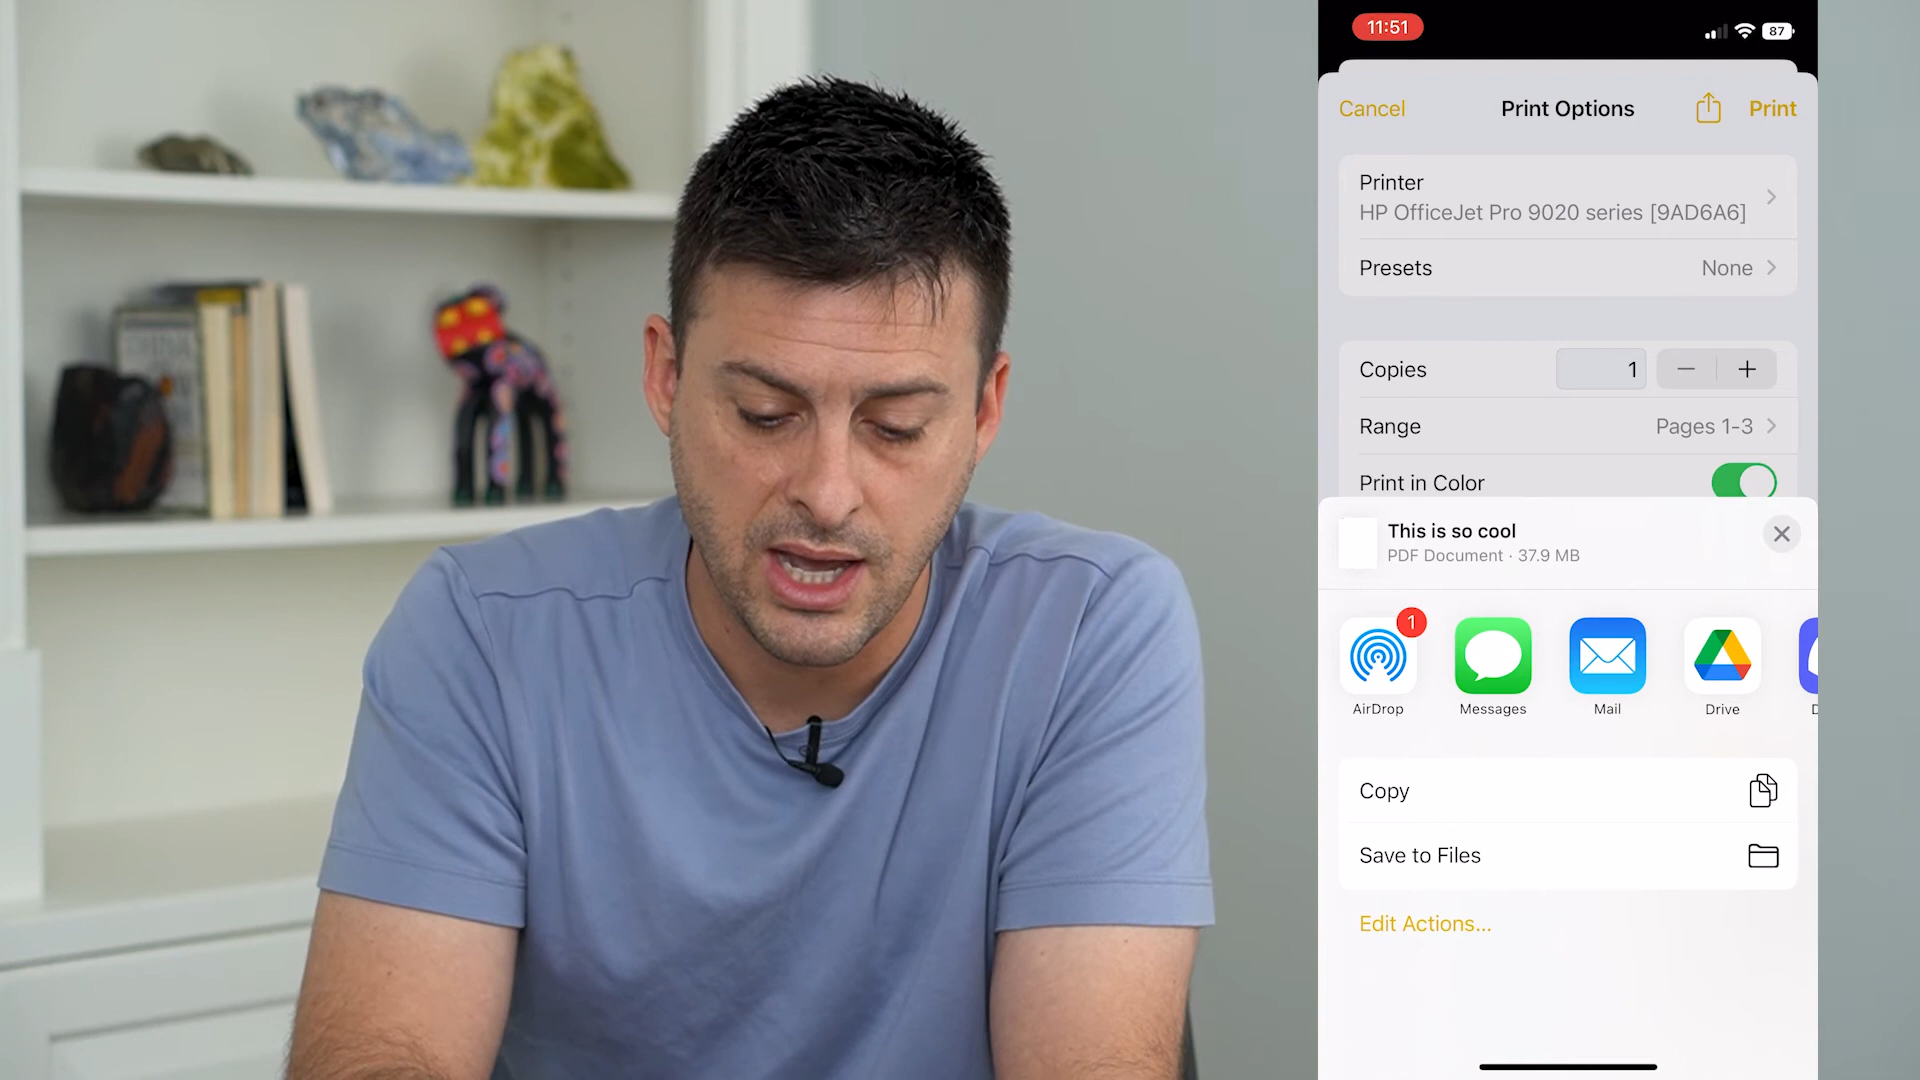 11:51
87
Cancel
Print Options
Print
Printer
HP OfficeJet Pro 9020 series [9AD6A6]
Presets
None
Copies
1
Range
Pages 1-3
Print in Color
This is so cool
PDF Document · 37.9 MB
1
AirDrop
Messages
Mail
Drive
Copy
Save to Files
Edit Actions...